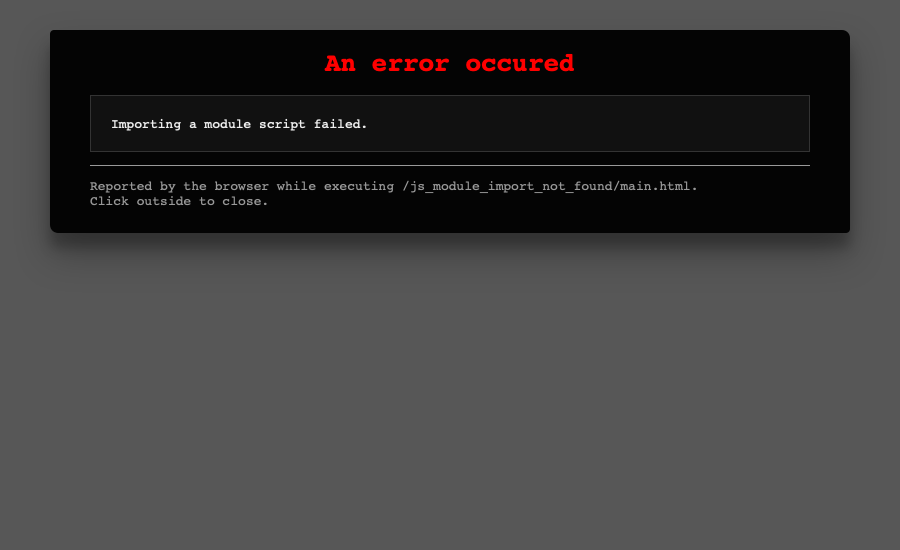 An error occured
Importing a module script failed.
Reported by the browser while executing /js_module_import_not_found/main.html.
Click outside to close.